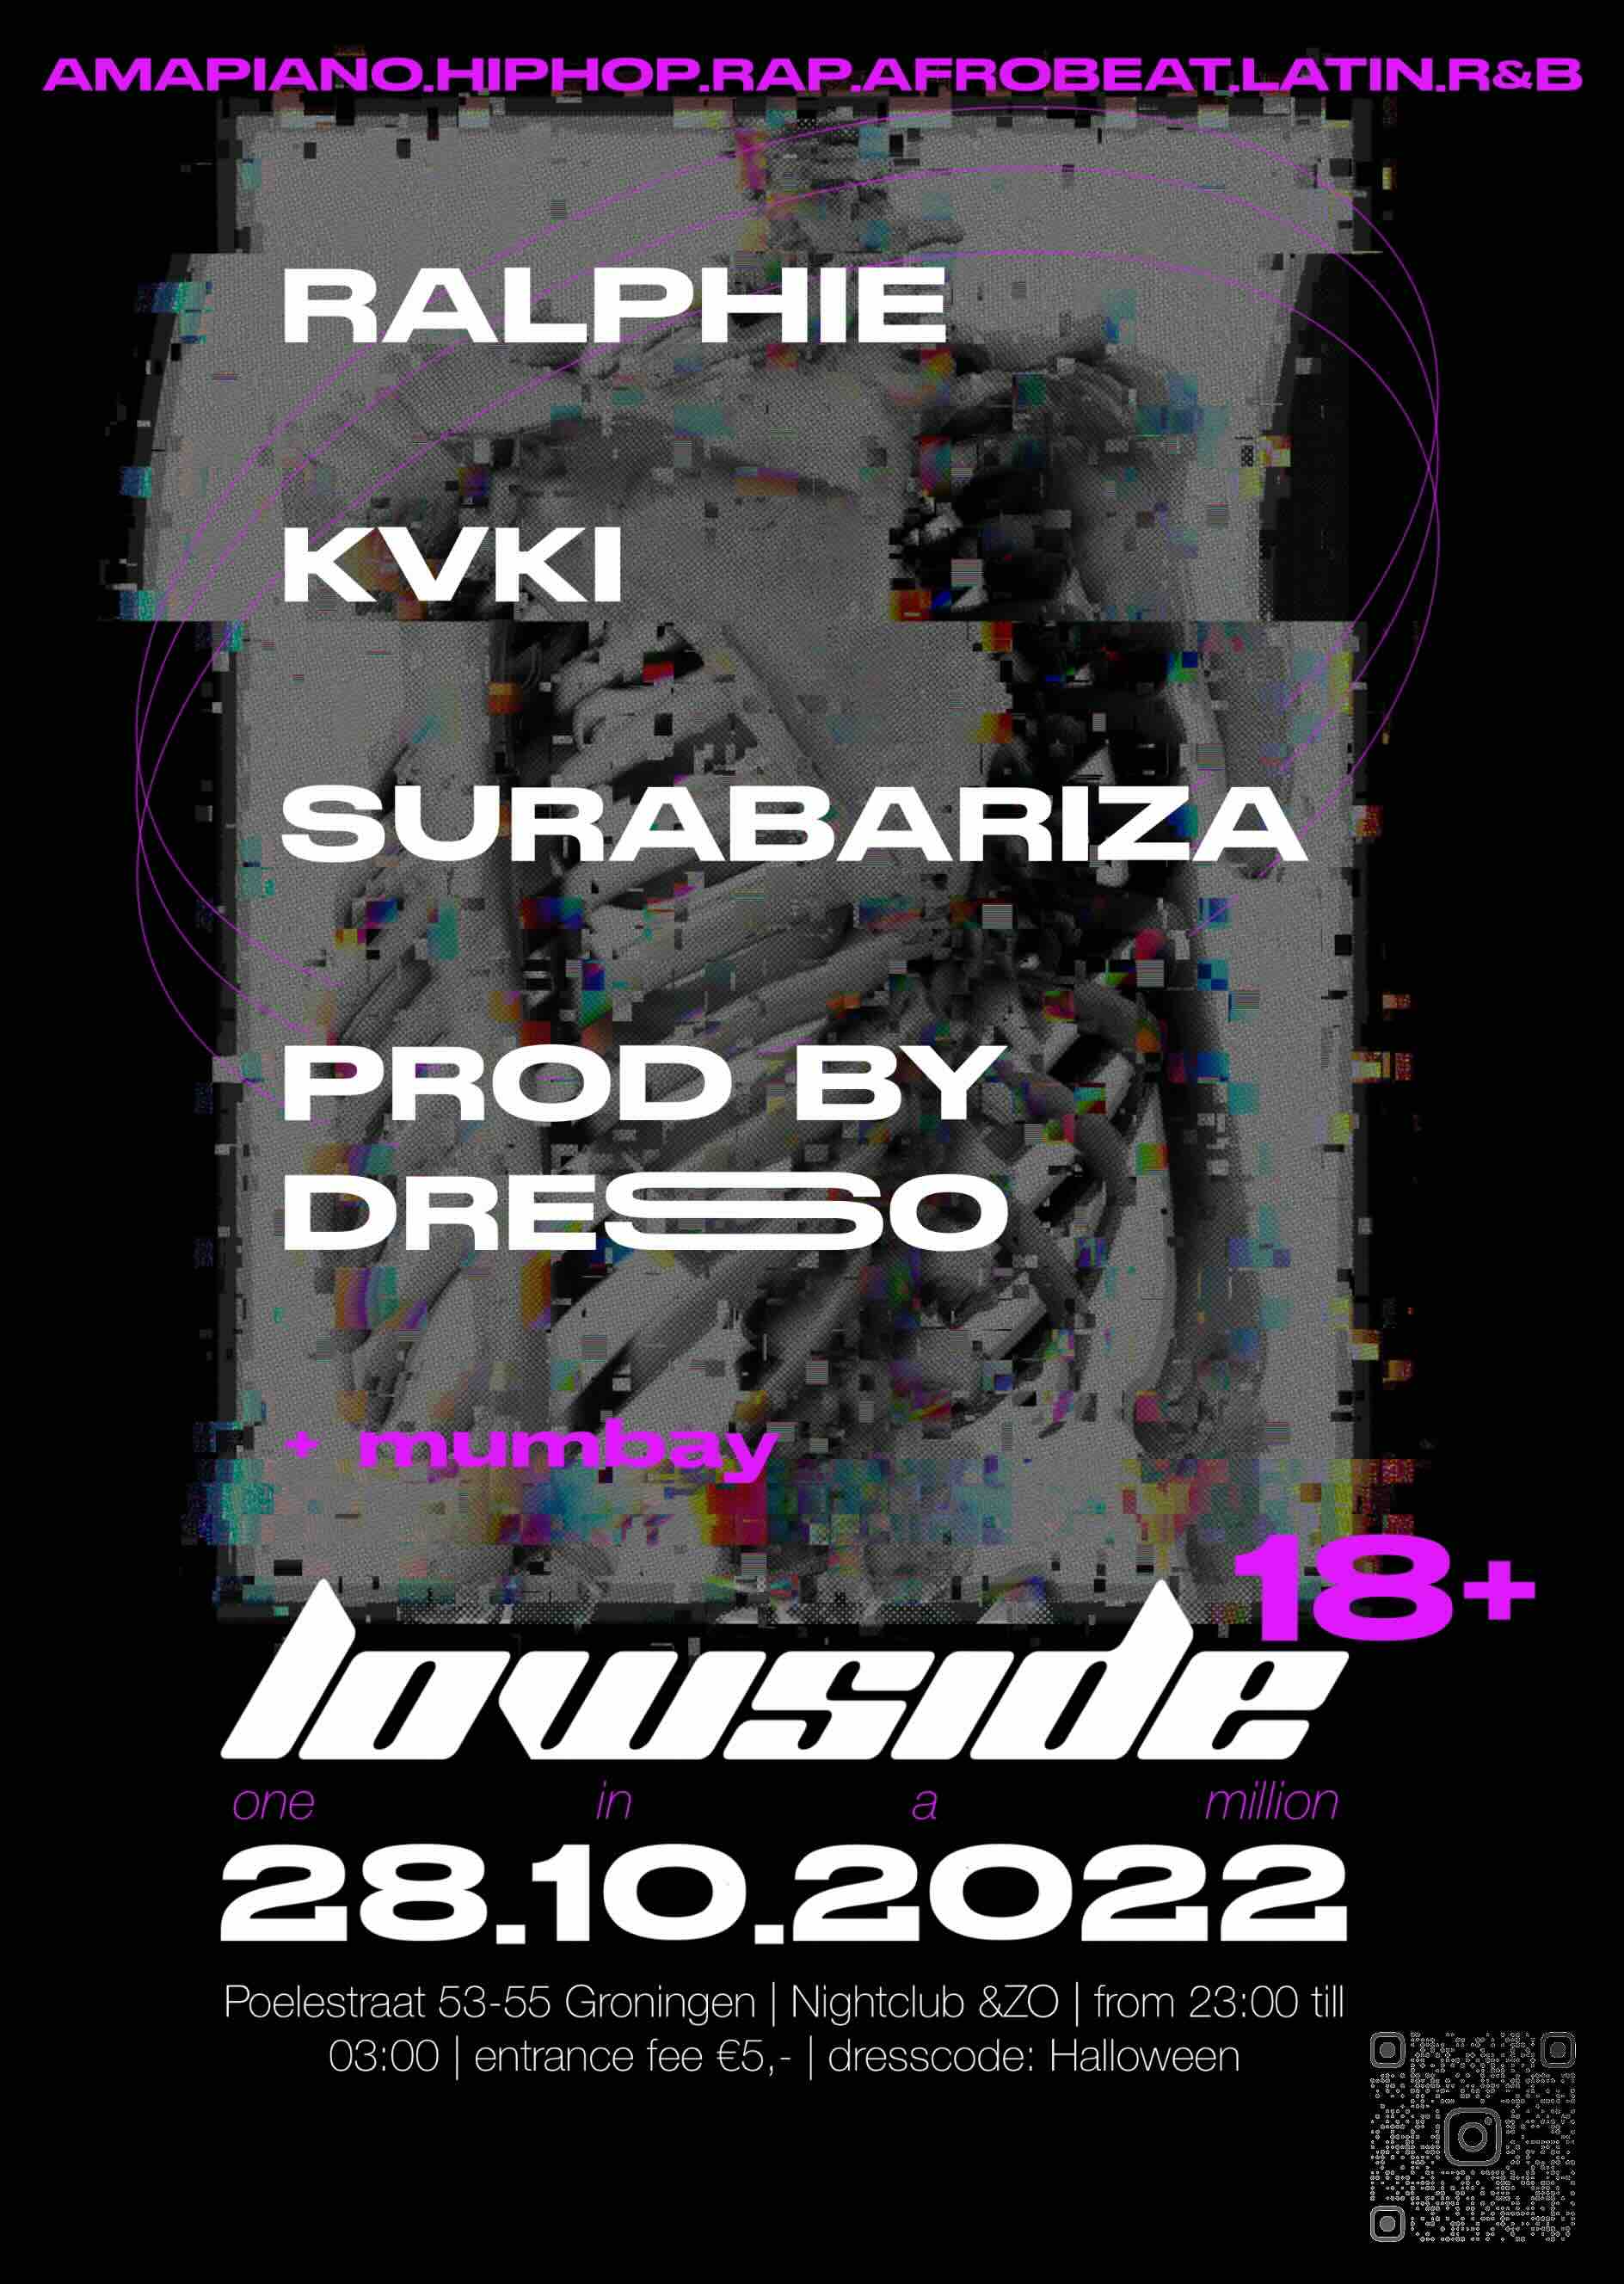 AMAPIANO.HIPHOP.RAP.AFROBEAT.LATIN.R&B
RALPHIE
KVKI
SURABARIZA
PROD BY
DRESSO
+ mumbay
18+
lowside
one in a million
28.10.2022
Poelestraat 53-55 Groningen | Nightclub &ZO | from 23:00 till
03:00 | entrance fee €5,- | dresscode: Halloween